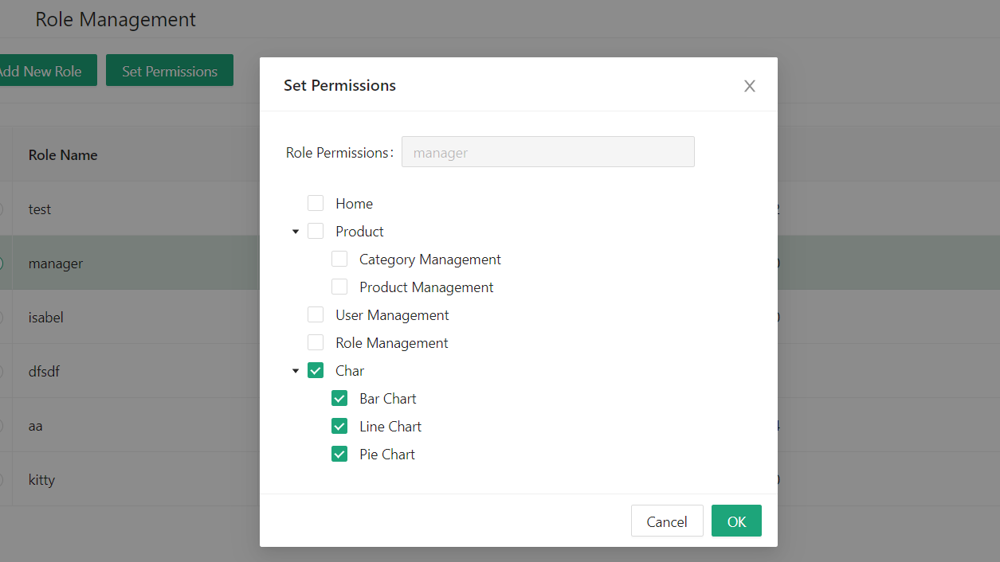 Role Management
Add New Role
Set Permissions
Set Permissions
Role Permissions:
manager
Home
Product
Category Management
Product Management
User Management
Role Management
Char
Bar Chart
Line Chart
Pie Chart
Cancel
OK
Role Name
test
manager
isabel
dfsdf
aa
kitty